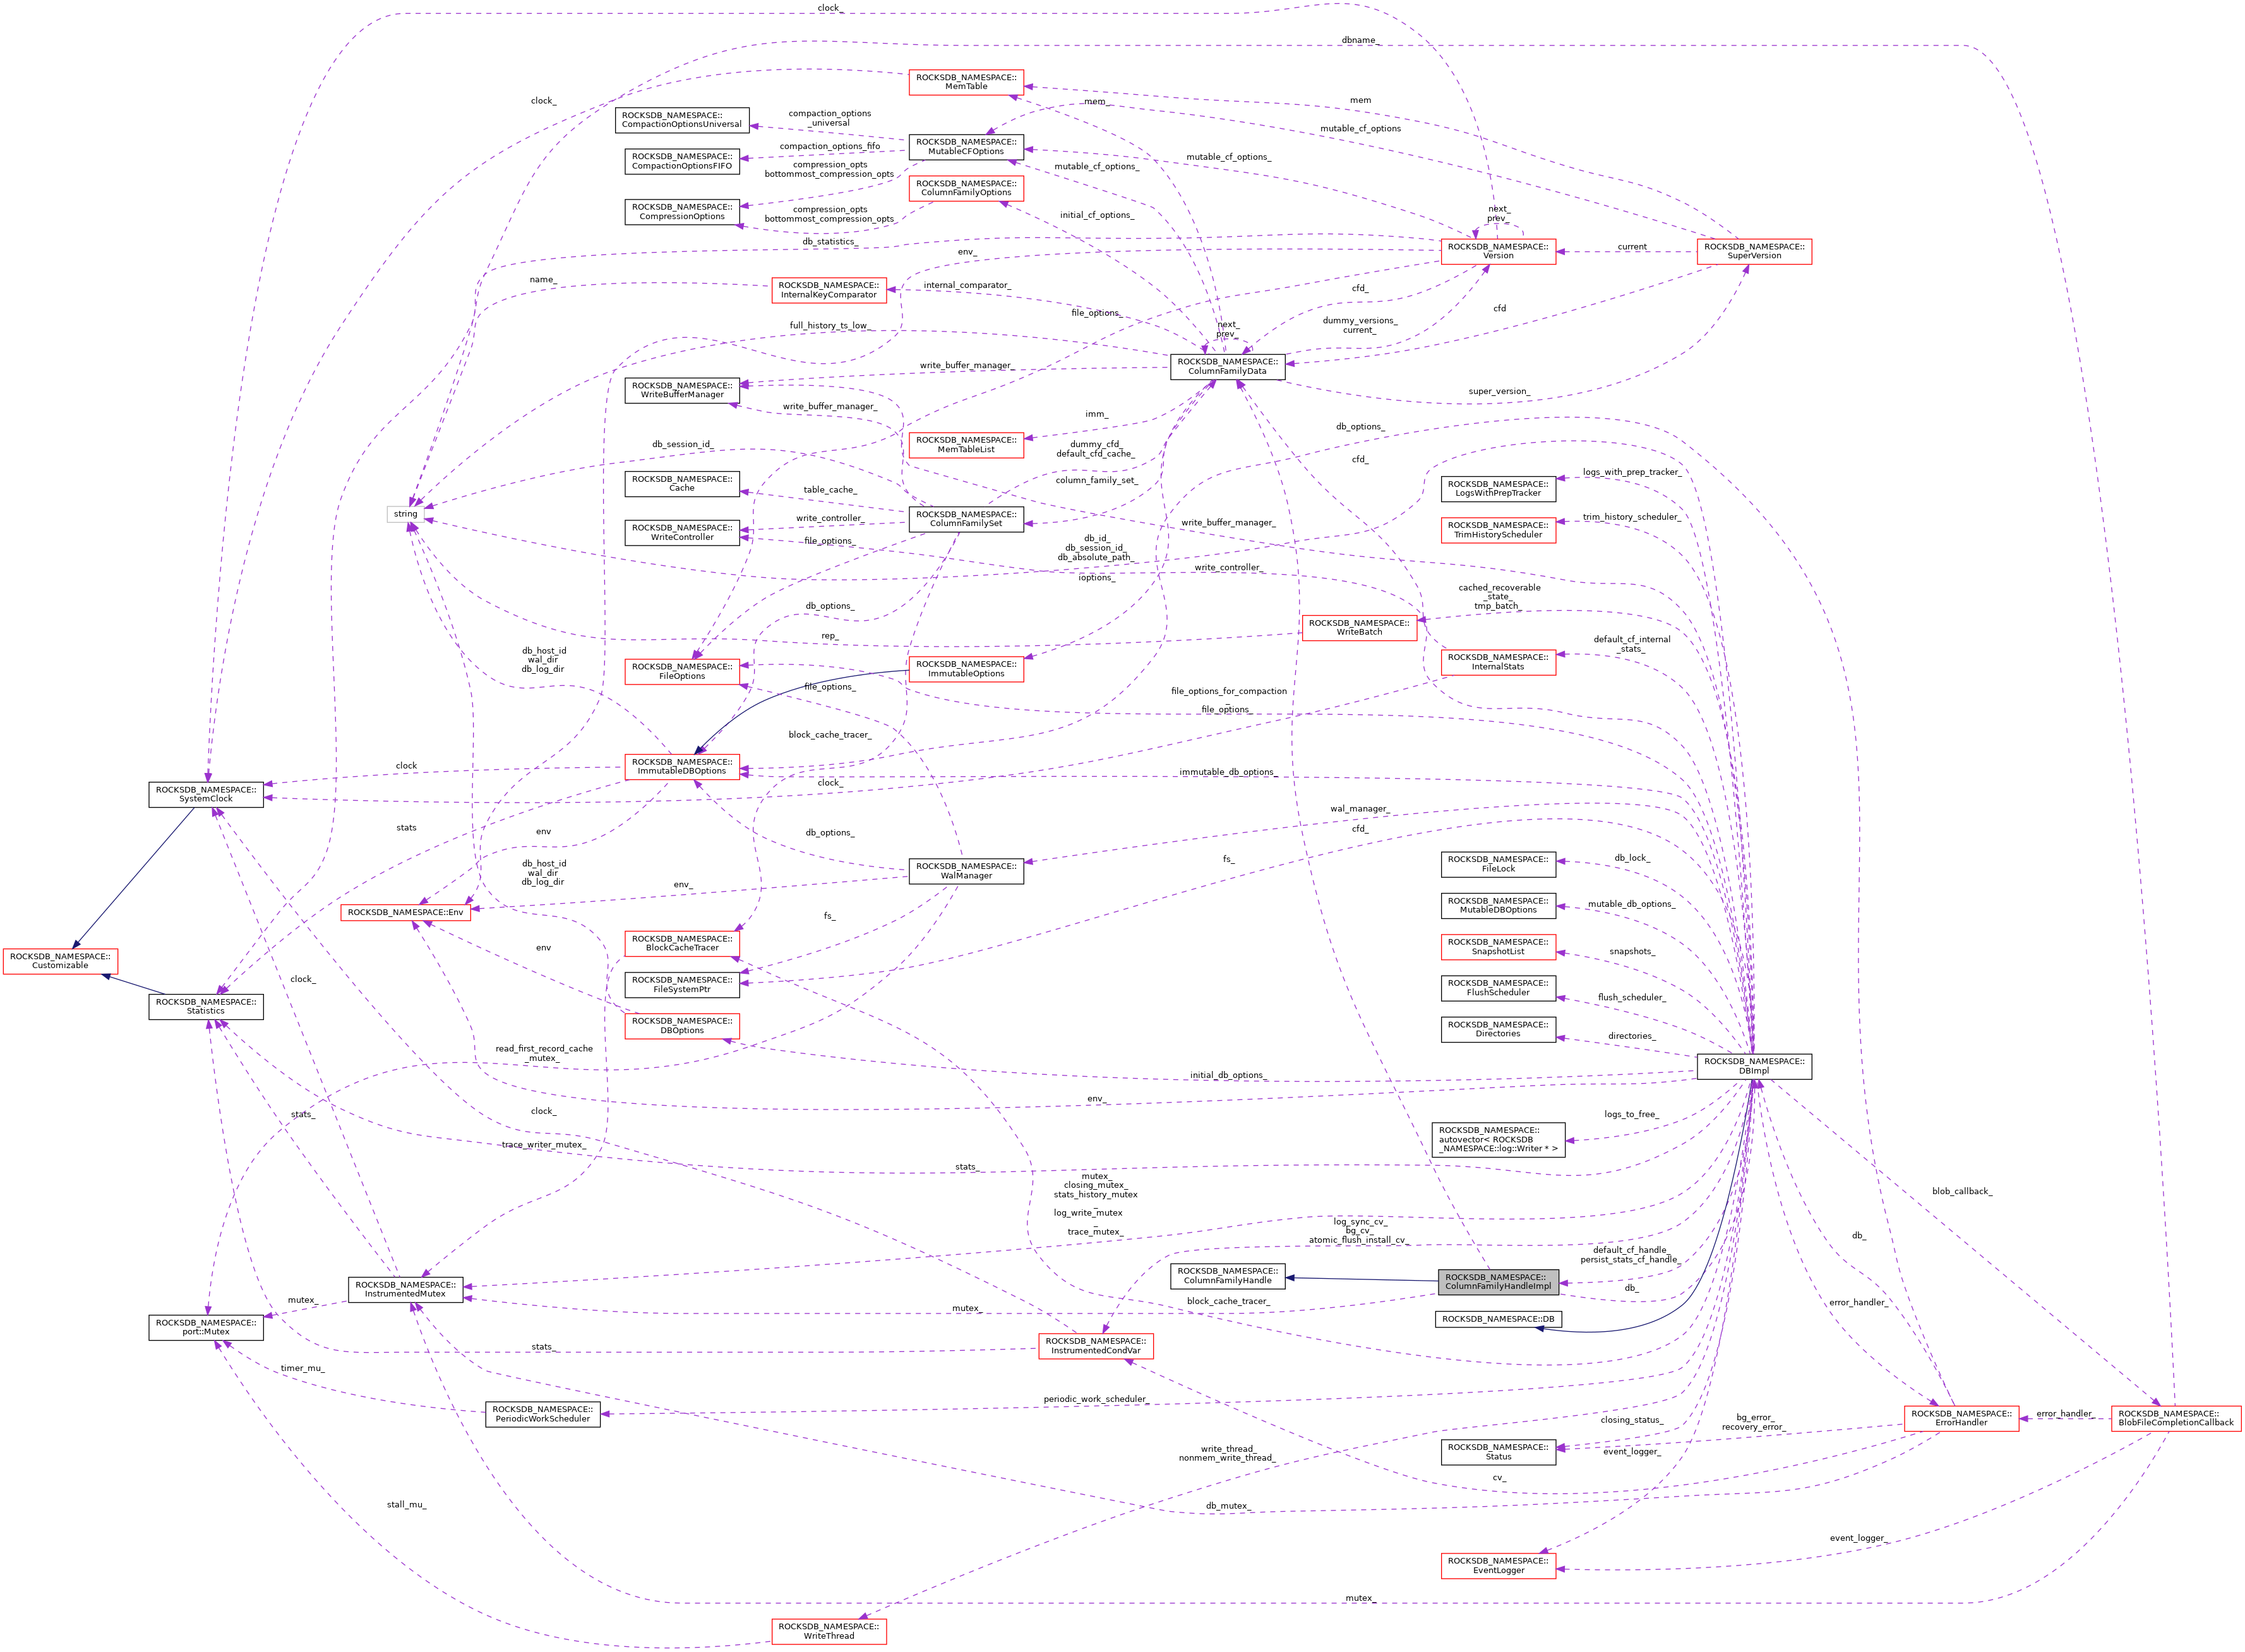 clock_
dbname_
ROCKSDB_NAMESPACE::
MemTable
clock_
mem_
mem
compaction_options
_universal
ROCKSDB_NAMESPACE::
CompactionOptionsUniversal
mutable_cf_options
ROCKSDB_NAMESPACE::
MutableCFOptions
compaction_options_fifo
ROCKSDB_NAMESPACE::
CompactionOptionsFIFO
mutable_cf_options_
mutable_cf_options_
compression_opts
bottommost_compression_opts
ROCKSDB_NAMESPACE::
ColumnFamilyOptions
ROCKSDB_NAMESPACE::
CompressionOptions
compression_opts
bottommost_compression_opts
initial_cf_options_
next_
prev_
db_statistics_
ROCKSDB_NAMESPACE::
Version
current
ROCKSDB_NAMESPACE::
SuperVersion
env_
name_
ROCKSDB_NAMESPACE::
InternalKeyComparator
internal_comparator_
cfd_
file_options_
cfd
full_history_ts_low_
next_
prev_
dummy_versions_
current_
ROCKSDB_NAMESPACE::
ColumnFamilyData
write_buffer_manager_
ROCKSDB_NAMESPACE::
WriteBufferManager
super_version_
write_buffer_manager_
imm_
db_options_
ROCKSDB_NAMESPACE::
MemTableList
db_session_id_
dummy_cfd_
default_cfd_cache_
cfd_
logs_with_prep_tracker_
ROCKSDB_NAMESPACE::
Cache
table_cache_
column_family_set_
ROCKSDB_NAMESPACE::
LogsWithPrepTracker
string
ROCKSDB_NAMESPACE::
ColumnFamilySet
write_controller_
ROCKSDB_NAMESPACE::
WriteController
write_buffer_manager_
trim_history_scheduler_
ROCKSDB_NAMESPACE::
TrimHistoryScheduler
file_options_
db_id_
db_session_id_
db_absolute_path_
write_controller_
ioptions_
cached_recoverable
_state_
tmp_batch_
db_options_
rep_
ROCKSDB_NAMESPACE::
WriteBatch
default_cf_internal
_stats_
db_host_id
wal_dir
db_log_dir
ROCKSDB_NAMESPACE::
FileOptions
ROCKSDB_NAMESPACE::
ImmutableOptions
ROCKSDB_NAMESPACE::
InternalStats
file_options_
file_options_for_compaction
_
file_options_
block_cache_tracer_
clock
ROCKSDB_NAMESPACE::
ImmutableDBOptions
immutable_db_options_
clock_
ROCKSDB_NAMESPACE::
SystemClock
wal_manager_
stats
env
db_options_
cfd_
fs_
db_lock_
ROCKSDB_NAMESPACE::
FileLock
db_host_id
wal_dir
db_log_dir
ROCKSDB_NAMESPACE::
WalManager
env_
mutable_db_options_
ROCKSDB_NAMESPACE::
MutableDBOptions
ROCKSDB_NAMESPACE::Env
fs_
ROCKSDB_NAMESPACE::
Customizable
env
ROCKSDB_NAMESPACE::
BlockCacheTracer
ROCKSDB_NAMESPACE::
SnapshotList
snapshots_
clock_
ROCKSDB_NAMESPACE::
FileSystemPtr
ROCKSDB_NAMESPACE::
FlushScheduler
flush_scheduler_
ROCKSDB_NAMESPACE::
Statistics
ROCKSDB_NAMESPACE::
DBOptions
ROCKSDB_NAMESPACE::
Directories
directories_
read_first_record_cache
_mutex_
ROCKSDB_NAMESPACE::
DBImpl
initial_db_options_
env_
clock_
stats_
logs_to_free_
ROCKSDB_NAMESPACE::
autovector< ROCKSDB
_NAMESPACE::log::Writer * >
trace_writer_mutex_
stats_
mutex_
closing_mutex_
stats_history_mutex
_
log_write_mutex
_
trace_mutex_
blob_callback_
log_sync_cv_
bg_cv_
atomic_flush_install_cv_
db_
default_cf_handle_
persist_stats_cf_handle_
ROCKSDB_NAMESPACE::
InstrumentedMutex
ROCKSDB_NAMESPACE::
ColumnFamilyHandle
ROCKSDB_NAMESPACE::
ColumnFamilyHandleImpl
db_
mutex_
mutex_
block_cache_tracer_
error_handler_
ROCKSDB_NAMESPACE::
port::Mutex
ROCKSDB_NAMESPACE::DB
stats_
ROCKSDB_NAMESPACE::
InstrumentedCondVar
timer_mu_
periodic_work_scheduler_
ROCKSDB_NAMESPACE::
PeriodicWorkScheduler
closing_status_
bg_error_
recovery_error_
ROCKSDB_NAMESPACE::
ErrorHandler
error_handler_
ROCKSDB_NAMESPACE::
BlobFileCompletionCallback
write_thread_
nonmem_write_thread_
ROCKSDB_NAMESPACE::
Status
event_logger_
cv_
stall_mu_
db_mutex_
event_logger_
ROCKSDB_NAMESPACE::
EventLogger
mutex_
ROCKSDB_NAMESPACE::
WriteThread